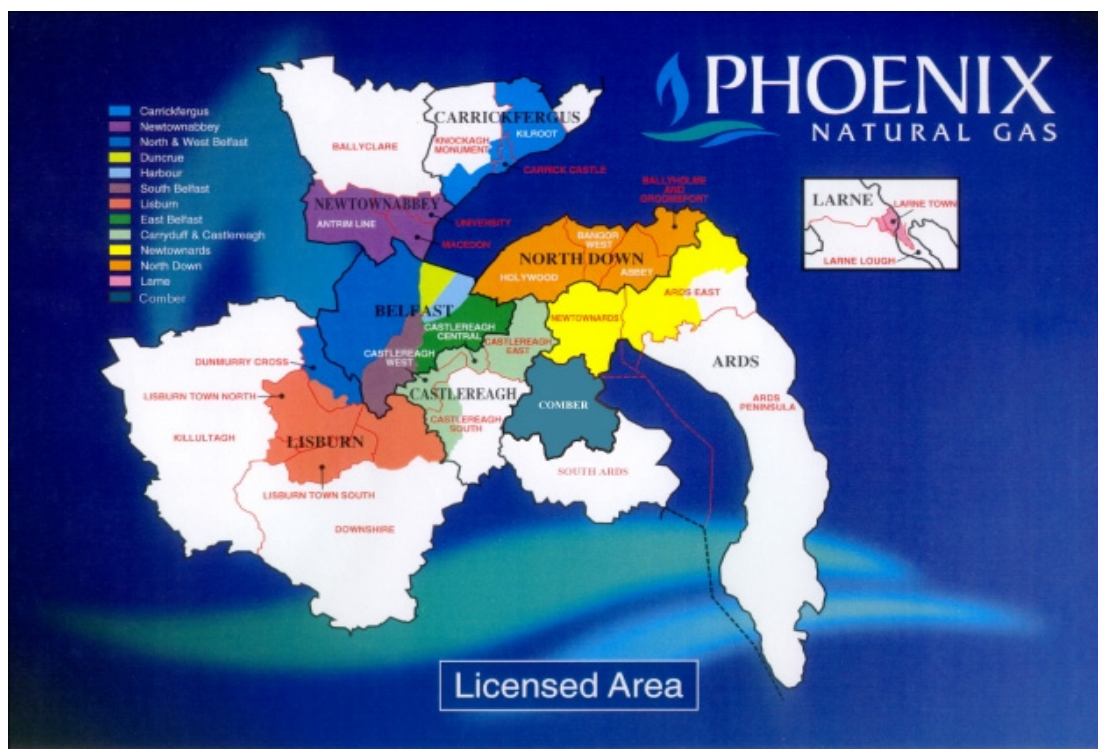 PHOENIX
NATURAL GAS
Carrickfergus
Newtownabbey
North & West Belfast
Duncrue
Harbour
South Belfast
Lisburn
East Belfast
Carryduff & Castlereagh
Newtownards
North Down
Larne
Comber
CARRICKFERGUS
KILROOT
KNOCKAGH
MONUMENT
BALLYCLARE
CARRICK CASTLE
NEWTOWNABBEY
ANTRIM LINE
UNIVERSITY
MACEDON
BALLYHOLME
AND
GROOMSPORT
LARNE
LARNE TOWN
LARNE LOUGH
BANGOR
WEST
NORTH DOWN
HOLYWOOD
ABBEY
ARDS EAST
BELFAST
NEWTOWNARDS
CASTLEREAGH
CENTRAL
CASTLEREAGH
EAST
CASTLEREAGH
WEST
DUNMURRY CROSS
ARDS
CASTLEREAGH
LISBURN TOWN NORTH
COMBER
ARDS
PENINSULA
CASTLEREAGH
SOUTH
KILLULTAGH
LISBURN
SOUTH ARDS
LISBURN TOWN SOUTH
DOWNSHIRE
Licensed Area